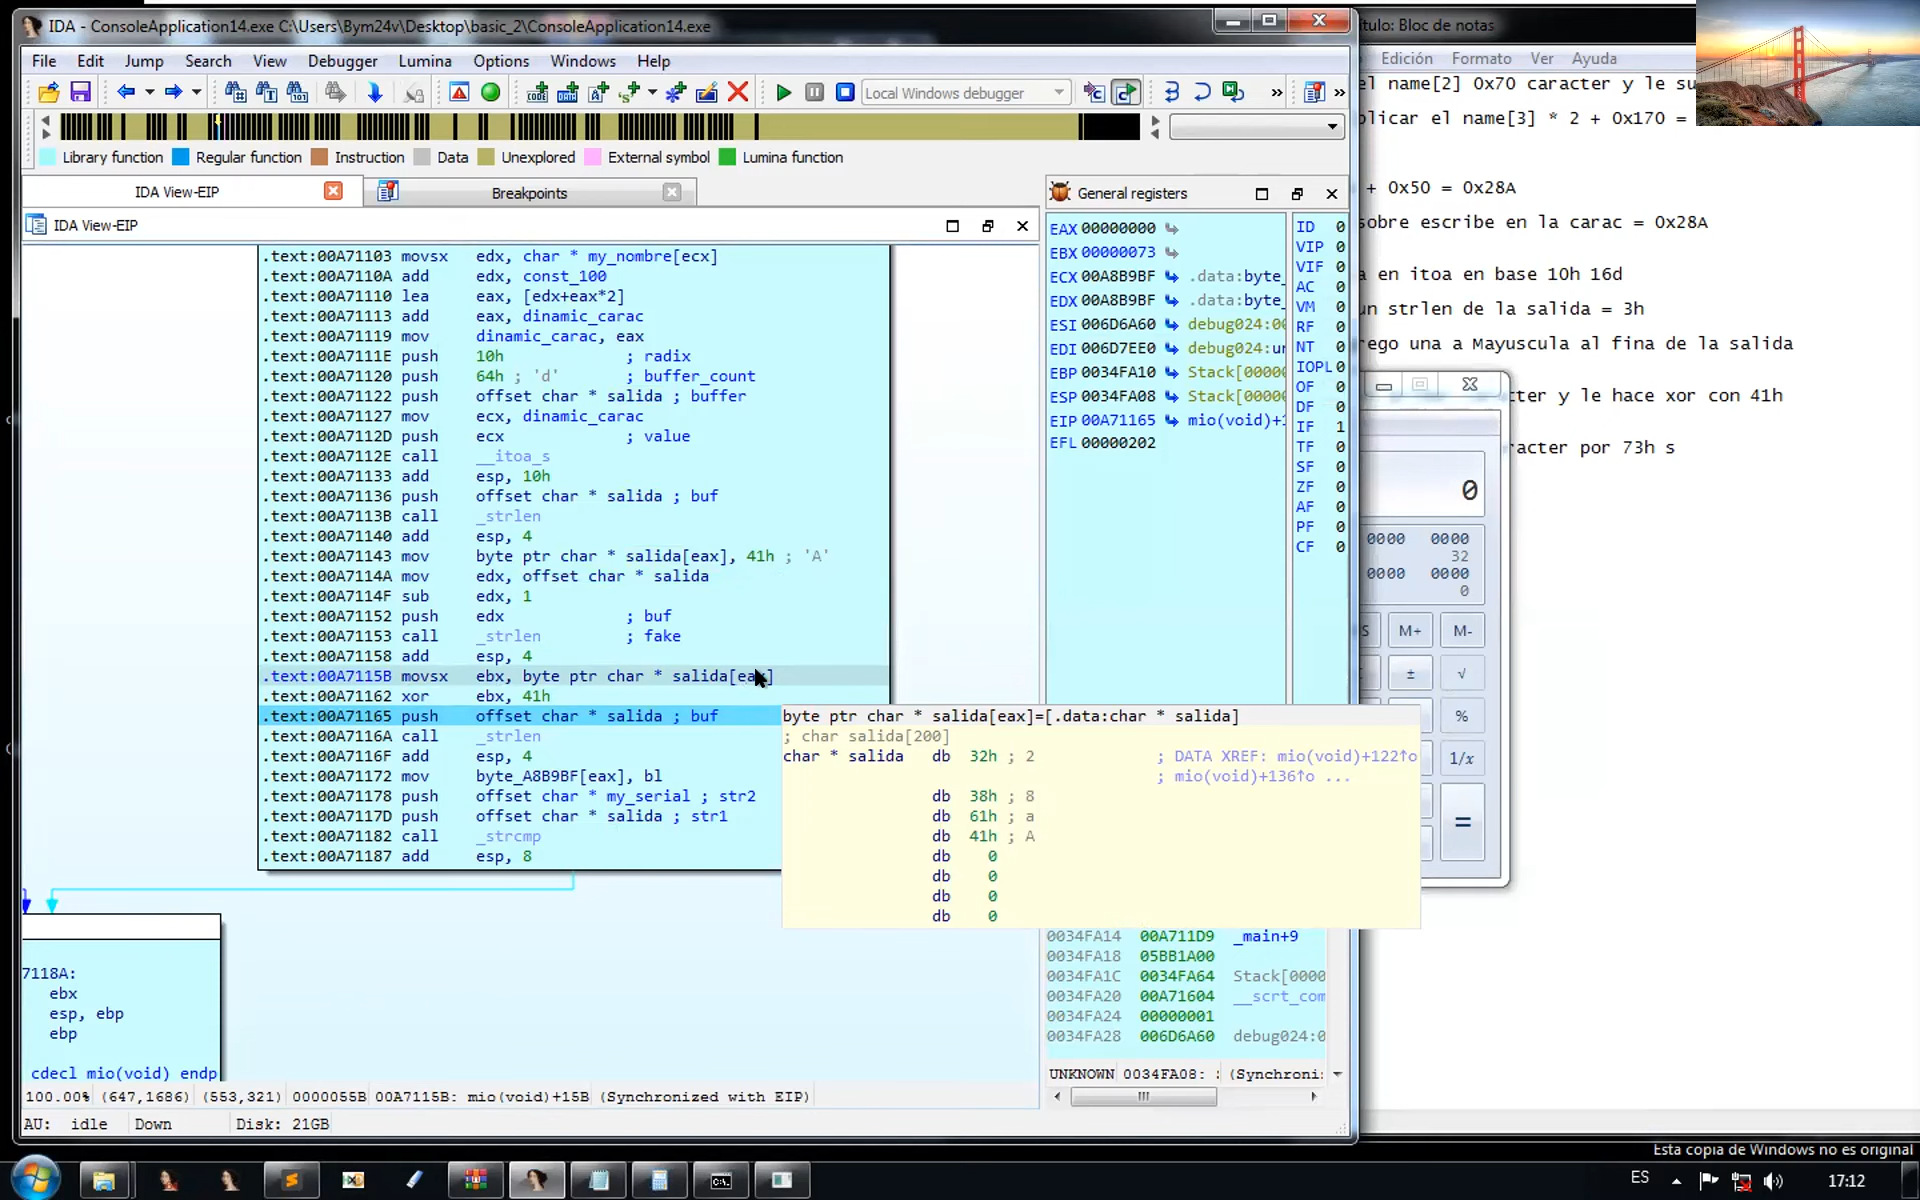 IDA - ConsoleApplication14.exe C:\Users\Bym24v\Desktop\basic_2\ConsoleApplication14.exe
File Edit Jump Search View Debugger Lumina Options Windows Help
Local Windows debugger
Library function Regular function Instruction Data Unexplored External symbol Lumina function
IDA View-EIP
Breakpoints
IDA View-EIP
.text:00A71103 movsx edx, char * my_nombre[ecx]
.text:00A7110A add edx, const_100
.text:00A71110 lea eax, [edx+eax*2]
.text:00A71113 add eax, dinamic_carac
.text:00A71119 mov dinamic_carac, eax
.text:00A7111E push 10h ; radix
.text:00A71120 push 64h ; 'd' ; buffer_count
.text:00A71122 push offset char * salida ; buffer
.text:00A71127 mov ecx, dinamic_carac
.text:00A7112D push ecx ; value
.text:00A7112E call __itoa_s
.text:00A71133 add esp, 10h
.text:00A71136 push offset char * salida ; buf
.text:00A7113B call _strlen
.text:00A71140 add esp, 4
.text:00A71143 mov byte ptr char * salida[eax], 41h ; 'A'
.text:00A7114A mov edx, offset char * salida
.text:00A7114F sub edx, 1
.text:00A71152 push edx ; buf
.text:00A71153 call _strlen ; fake
.text:00A71158 add esp, 4
.text:00A7115B movsx ebx, byte ptr char * salida[eax]
.text:00A71162 xor ebx, 41h
.text:00A71165 push offset char * salida ; buf
.text:00A7116A call _strlen
.text:00A7116F add esp, 4
.text:00A71172 mov byte_A8B9BF[eax], bl
.text:00A71178 push offset char * my_serial ; str2
.text:00A7117D push offset char * salida ; str1
.text:00A71182 call _strcmp
.text:00A71187 add esp, 8
7118A:
ebx
esp, ebp
ebp
cdecl mio(void) endp
100.00% (647,1686) (553,321) 0000055B 00A7115B: mio(void)+15B (Synchronized with EIP)
AU: idle Down Disk: 21GB
General registers
EAX 00000000
EBX 00000073
ECX 00A8B9BF .data:byte_
EDX 00A8B9BF .data:byte_
ESI 006D6A60 debug024:00
EDI 006D7EE0 debug024:un
EBP 0034FA10 Stack[0000
ESP 0034FA08 Stack[0000
EIP 00A71165 mio(void)+1
EFL 00000202
ID 0
VIP 0
VIF 0
AC 0
VM 0
RF 0
NT 0
IOPL 0
OF 0
DF 0
IF 1
TF 0
SF 0
ZF 0
AF 0
PF 0
CF 0
byte ptr char * salida[eax]=[.data:char * salida]
; char salida[200]
char * salida db 32h ; 2 ; DATA XREF: mio(void)+122↑o
; mio(void)+136↑o ...
db 38h ; 8
db 61h ; a
db 41h ; A
db 0
db 0
db 0
db 0
0034FA14 00A711D9 _main+9
0034FA18 05BB1A00
0034FA1C 0034FA64 Stack[0000
0034FA20 00A71604 __scrt_com
0034FA24 00000001
0034FA28 006D6A60 debug024:0
UNKNOWN 0034FA08: (Synchroni:
ítulo: Bloc de notas
Edición Formato Ver Ayuda
el name[2] 0x70 caracter y le su
plicar el name[3] * 2 + 0x170 =
+ 0x50 = 0x28A
sobre escribe en la carac = 0x28A
a en itoa en base 10h 16d
un strlen de la salida = 3h
rego una a Mayuscula al fina de la salida
cter y le hace xor con 41h
racter por 73h s
0
0000 0000
32
0000 0000
0
S M+ M-
± √
%
1/x
=
Esta copia de Windows no es original
ES 17:12